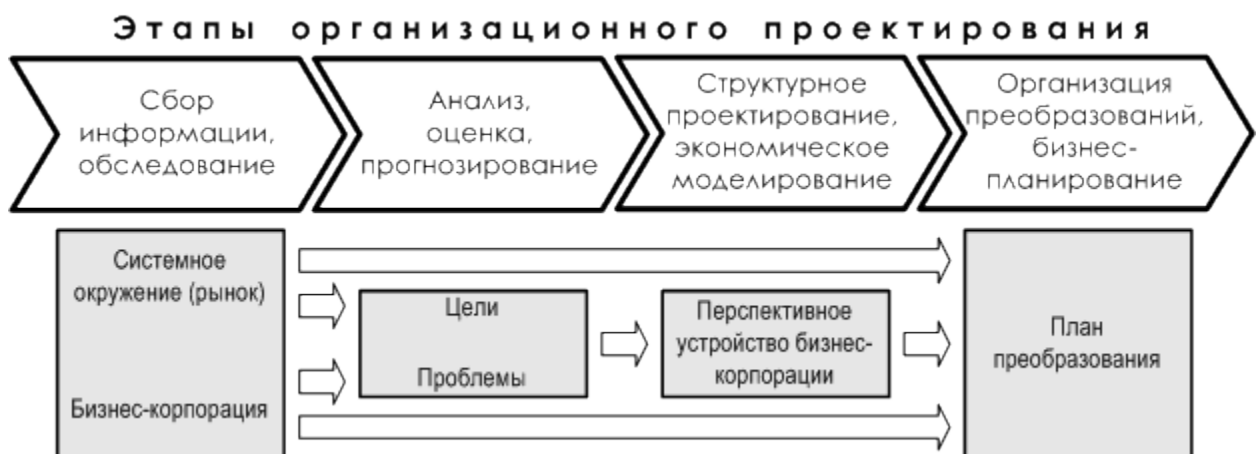 Этапы организационного проектирования
Сбор
информации,
обследование
Анализ,
оценка,
прогнозирование
Структурное
проектирование,
экономическое
моделирование
Организация
преобразований,
бизнес-
планирование
Системное
окружение (рынок)
Бизнес-корпорация
Цели
Проблемы
Перспективное
устройство бизнес-
корпорации
План
преобразования